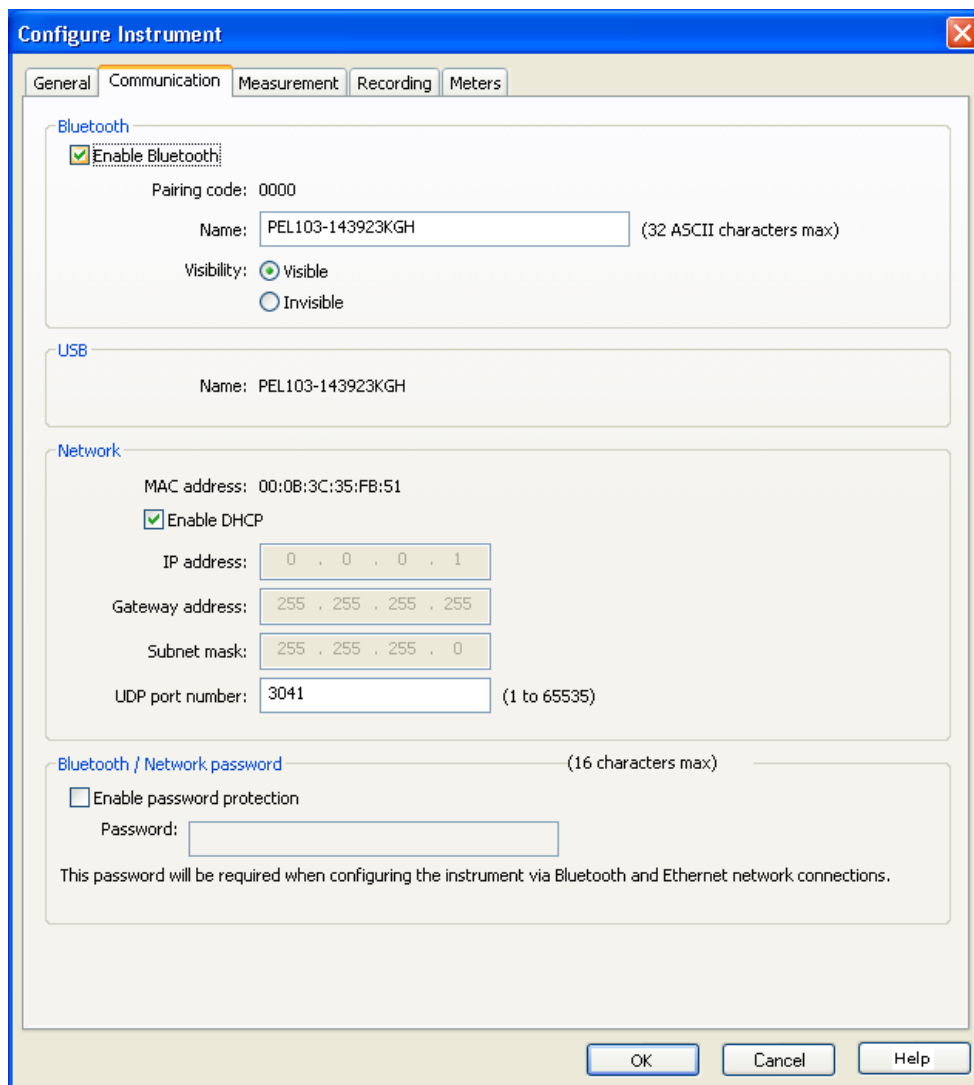 Configure Instrument
General Communication Measurement Recording Meters
Bluetooth
Enable Bluetooth
Pairing code: 0000
Name: PEL103-143923KGH (32 ASCII characters max)
Visibility: Visible
Invisible
USB
Name: PEL103-143923KGH
Network
MAC address: 00:0B:3C:35:FB:51
Enable DHCP
IP address: 0 . 0 . 0 . 1
Gateway address: 255 . 255 . 255 . 255
Subnet mask: 255 . 255 . 255 . 0
UDP port number: 3041 (1 to 65535)
Bluetooth / Network password (16 characters max)
Enable password protection
Password:
This password will be required when configuring the instrument via Bluetooth and Ethernet network connections.
OK Cancel Help